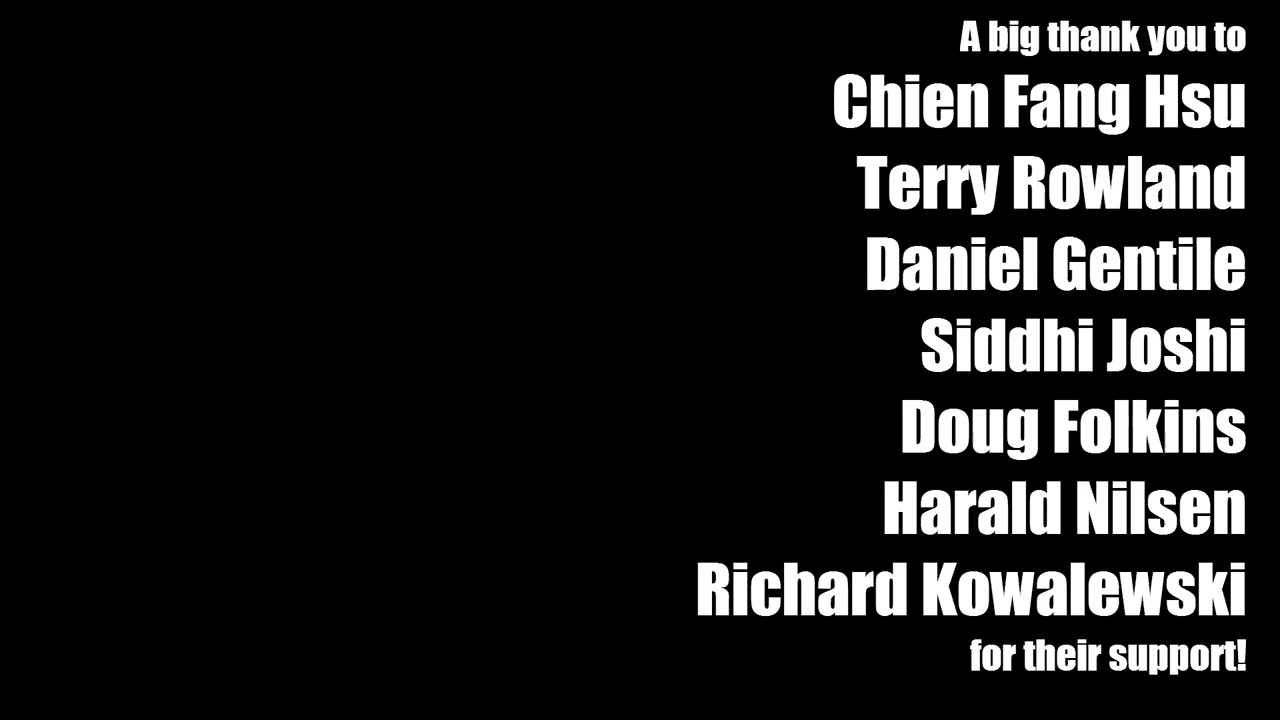 A big thank you to
Chien Fang Hsu
Terry Rowland
Daniel Gentile
Siddhi Joshi
Doug Folkins
Harald Nilsen
Richard Kowalewski
for their support!